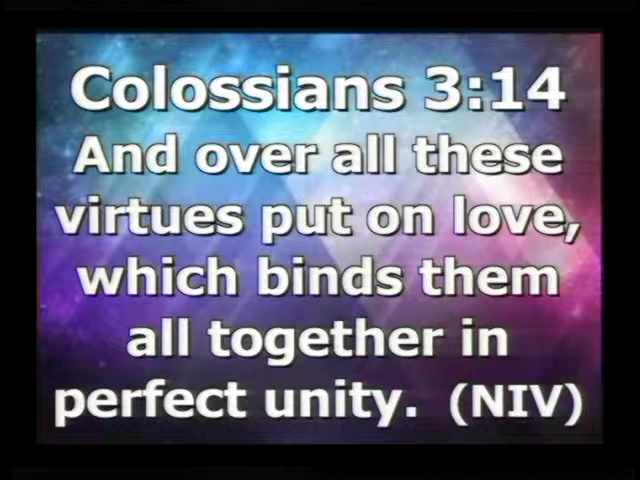 Colossians 3:14
And over all these
virtues put on love,
which binds them
all together in
perfect unity. (NIV)